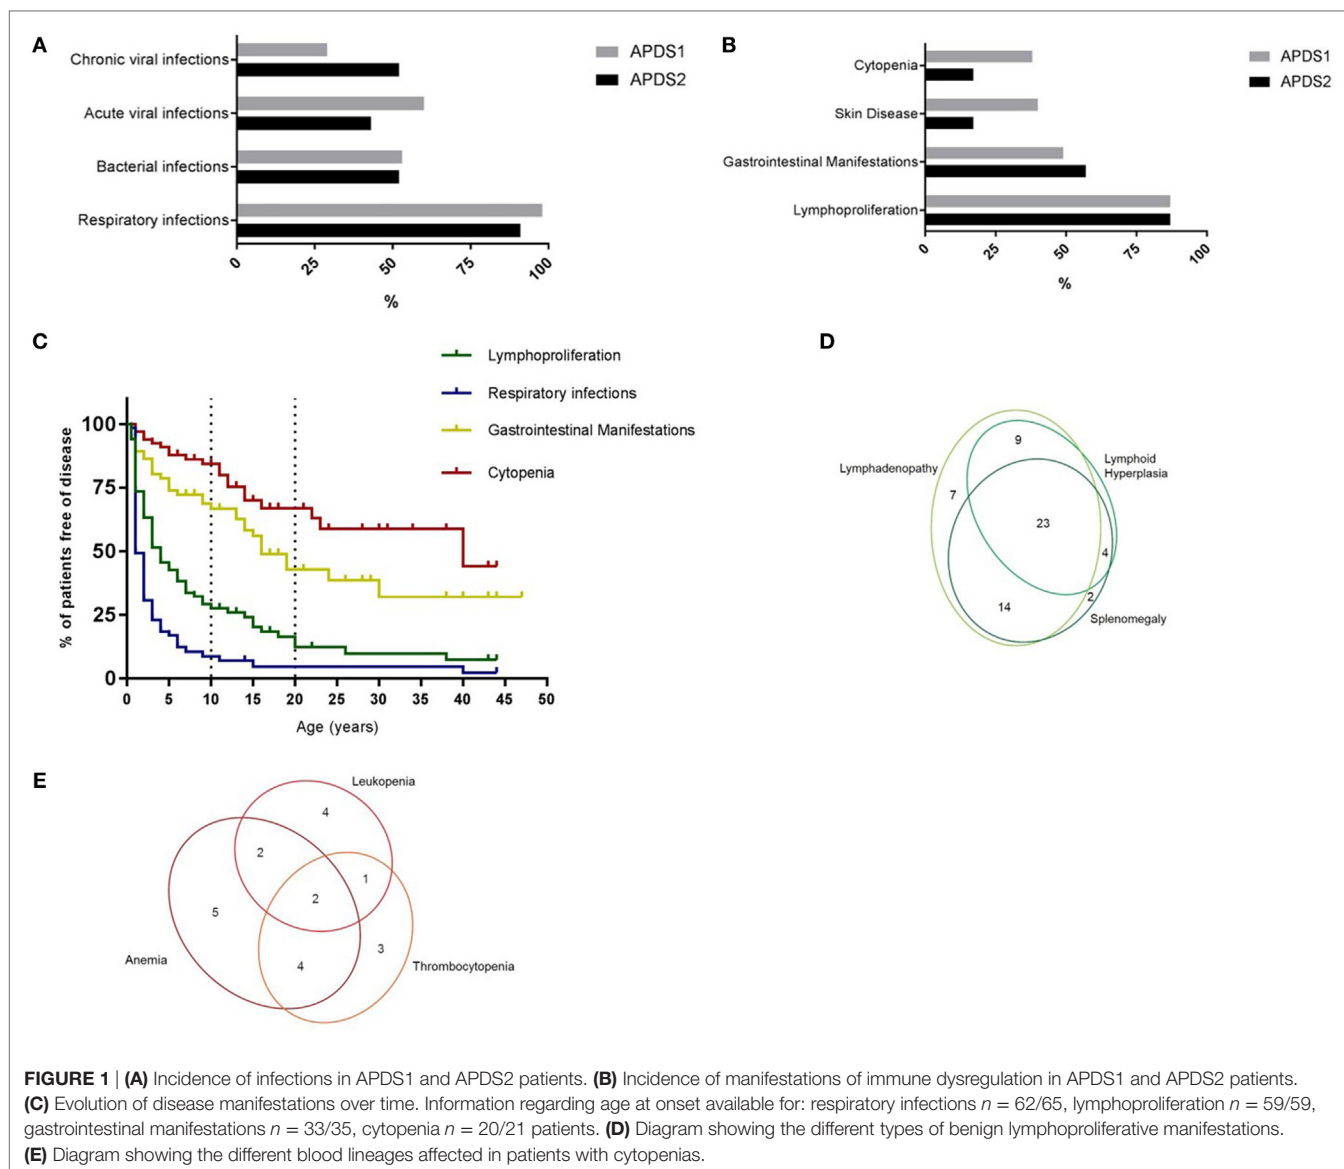 A
Chronic viral infections
Acute viral infections
Bacterial infections
Respiratory infections
0
25
50
75
100
%
APDS1
APDS2
B
Cytopenia
Skin Disease
Gastrointestinal Manifestations
Lymphoproliferation
0
25
50
75
100
%
APDS1
APDS2
C
Lymphoproliferation
Respiratory infections
Gastrointestinal Manifestations
Cytopenia
% of patients free of disease
100
75
50
25
0
0 5 10 15 20 25 30 35 40 45 50
Age (years)
D
Lymphadenopathy
Lymphoid
Hyperplasia
Splenomegaly
9
7
23
4
2
14
E
Leukopenia
4
2
1
2
5
3
4
Anemia
Thrombocytopenia
FIGURE 1 | (A) Incidence of infections in APDS1 and APDS2 patients. (B) Incidence of manifestations of immune dysregulation in APDS1 and APDS2 patients.
(C) Evolution of disease manifestations over time. Information regarding age at onset available for: respiratory infections n = 62/65, lymphoproliferation n = 59/59,
gastrointestinal manifestations n = 33/35, cytopenia n = 20/21 patients. (D) Diagram showing the different types of benign lymphoproliferative manifestations.
(E) Diagram showing the different blood lineages affected in patients with cytopenias.